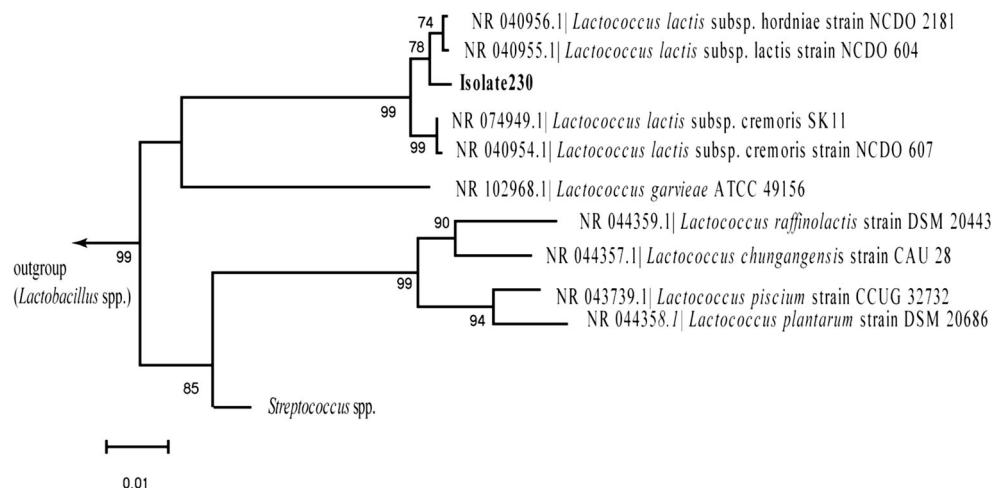 74
NR 040956.1| Lactococcus lactis subsp. hordniae strain NCDO 2181
78
NR 040955.1| Lactococcus lactis subsp. lactis strain NCDO 604
Isolate230
99
NR 074949.1| Lactococcus lactis subsp. cremoris SK11
99
NR 040954.1| Lactococcus lactis subsp. cremoris strain NCDO 607
NR 102968.1| Lactococcus garvieae ATCC 49156
90
NR 044359.1| Lactococcus raffinolactis strain DSM 20443
99
NR 044357.1| Lactococcus chungangensis strain CAU 28
outgroup
(Lactobacillus spp.)
99
NR 043739.1| Lactococcus piscium strain CCUG 32732
94
NR 044358.1| Lactococcus plantarum strain DSM 20686
85
Streptococcus spp.
0.01